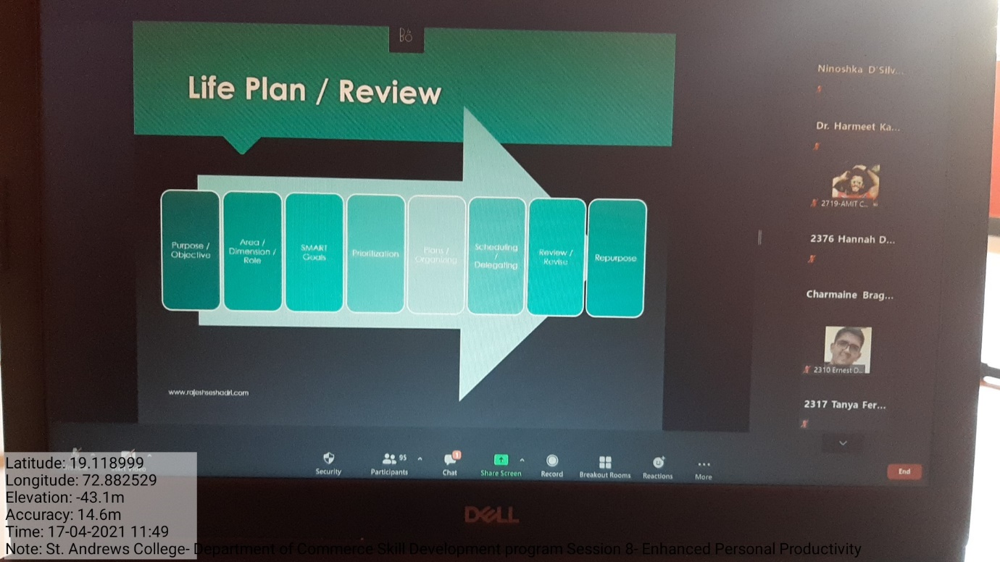 Life Plan / Review
Purpose /
Objective
Area /
Dimension /
Role
SMART
Goals
Prioritization
Plans /
Organising
Scheduling
/
Delegating
Review /
Revise
Repurpose
www.rajeshseshadri.com
Ninoshka D'Silv...
Dr. Harmeet Ka...
2719-AMIT C...
2376 Hannah D...
Charmaine Brag...
2310 Ernest D...
2317 Tanya Fer...
Security
Participants
95
Chat
1
Share Screen
Record
Breakout Rooms
Reactions
More
End
DELL
Latitude: 19.118999
Longitude: 72.882529
Elevation: -43.1m
Accuracy: 14.6m
Time: 17-04-2021 11:49
Note: St. Andrews College- Department of Commerce Skill Development program Session 8- Enhanced Personal Productivity